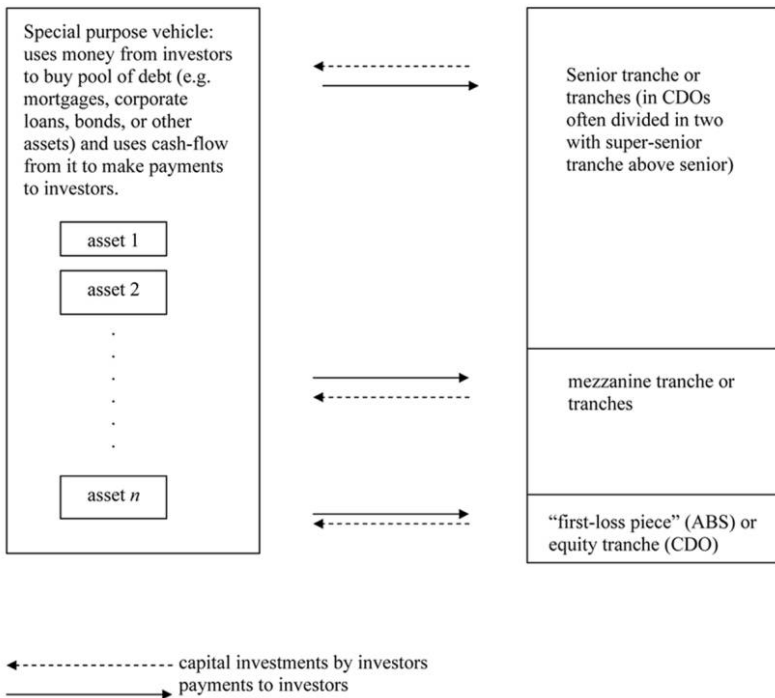 Special purpose vehicle:
uses money from investors
to buy pool of debt (e.g.
mortgages, corporate
loans, bonds, or other
assets) and uses cash-flow
from it to make payments
to investors.
asset 1
asset 2
asset n
Senior tranche or
tranches (in CDOs
often divided in two
with super-senior
tranche above senior)
mezzanine tranche or
tranches
“first-loss piece” (ABS) or
equity tranche (CDO)
capital investments by investors
payments to investors